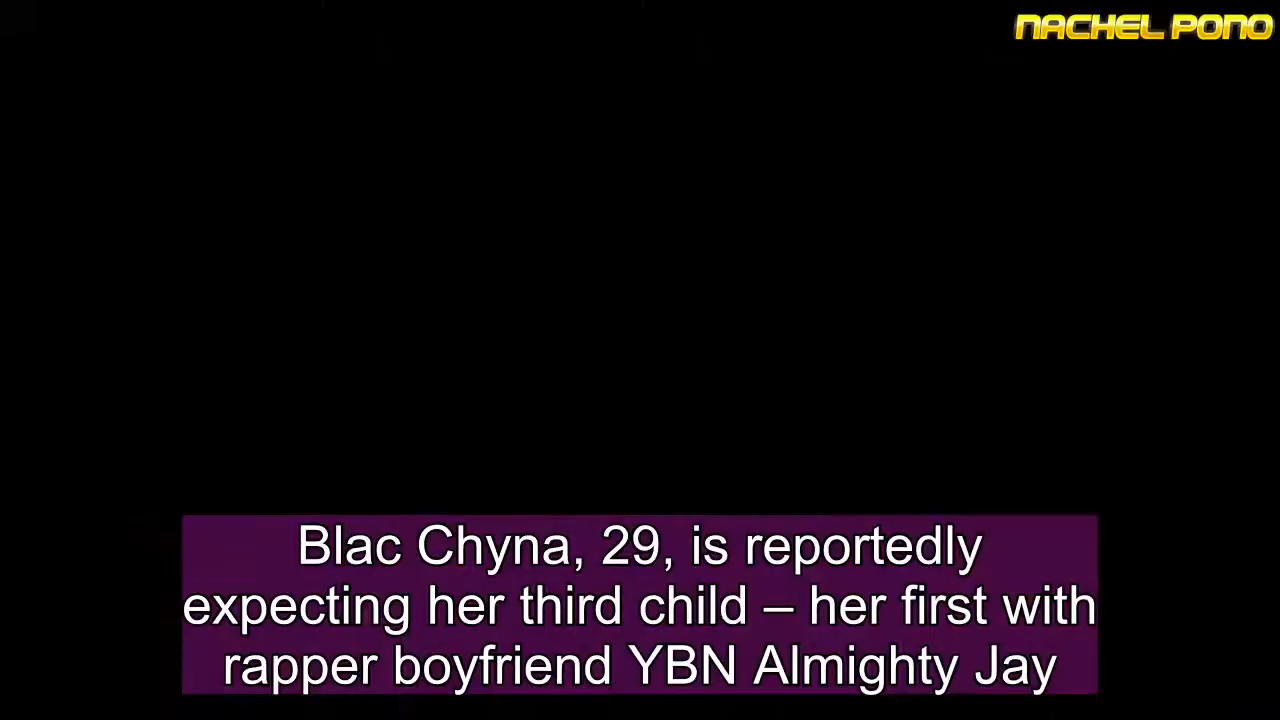 NACHEL PONO
Blac Chyna, 29, is reportedly
expecting her third child – her first with
rapper boyfriend YBN Almighty Jay